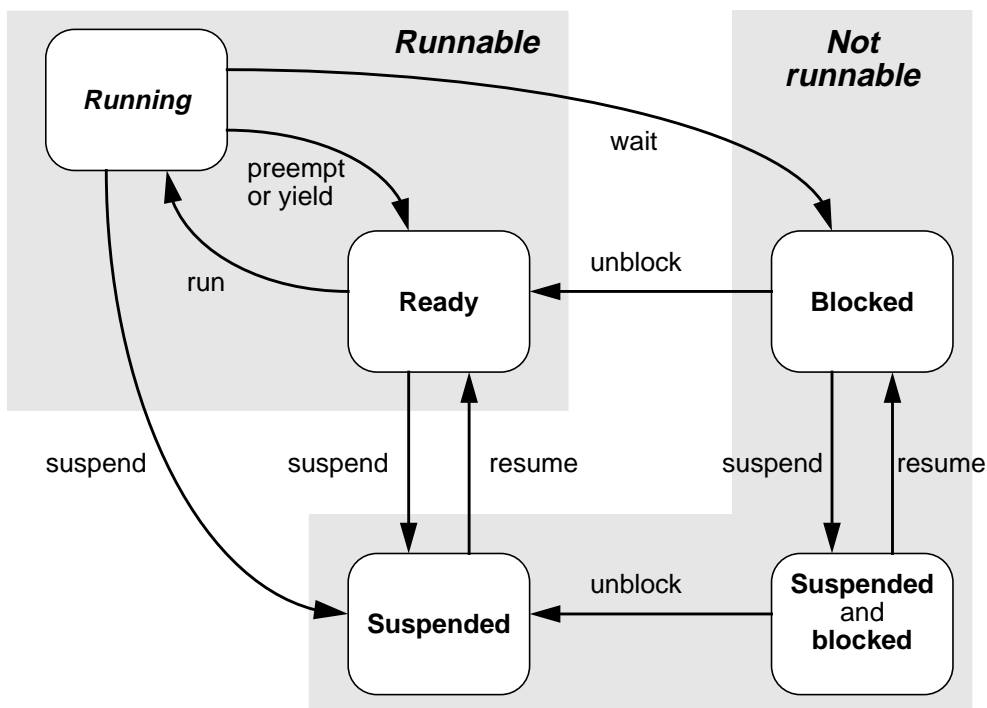 Runnable
Not
runnable
Running
wait
preempt
or yield
unblock
run
Ready
Blocked
suspend
suspend
resume
suspend
resume
unblock
Suspended
Suspended
and
blocked